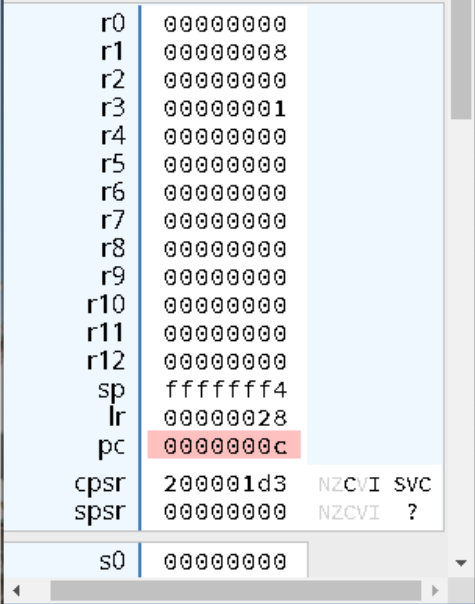 r0 00000000
r1 00000008
r2 00000000
r3 00000001
r4 00000000
r5 00000000
r6 00000000
r7 00000000
r8 00000000
r9 00000000
r10 00000000
r11 00000000
r12 00000000
sp fffffff4
lr 00000028
pc 0000000c
cpsr 200001d3 NZCVI SVC
spsr 00000000 NZCVI ?
s0 00000000